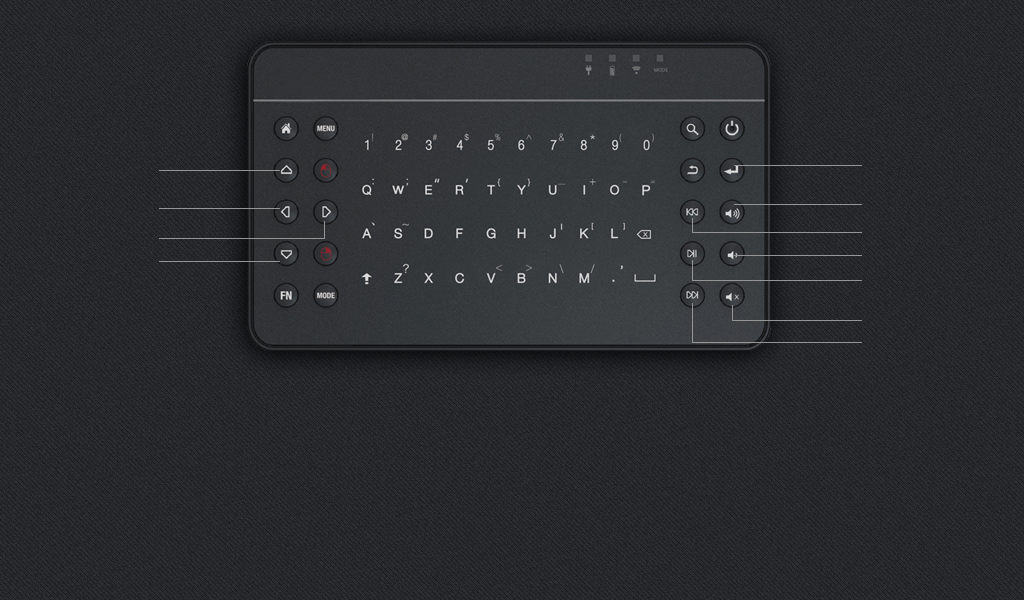 MODE
MENU
1 | 2 @ 3 # 4 $ 5 % 6 ^ 7 & 8 * 9 ( 0 )
Q : W ; E " R ' T { Y } U _ I + O - P =
A ` S ~ D F G H J ' K [ L ] X
Z ? X C V < B > N \ M / . ,
FN MODE